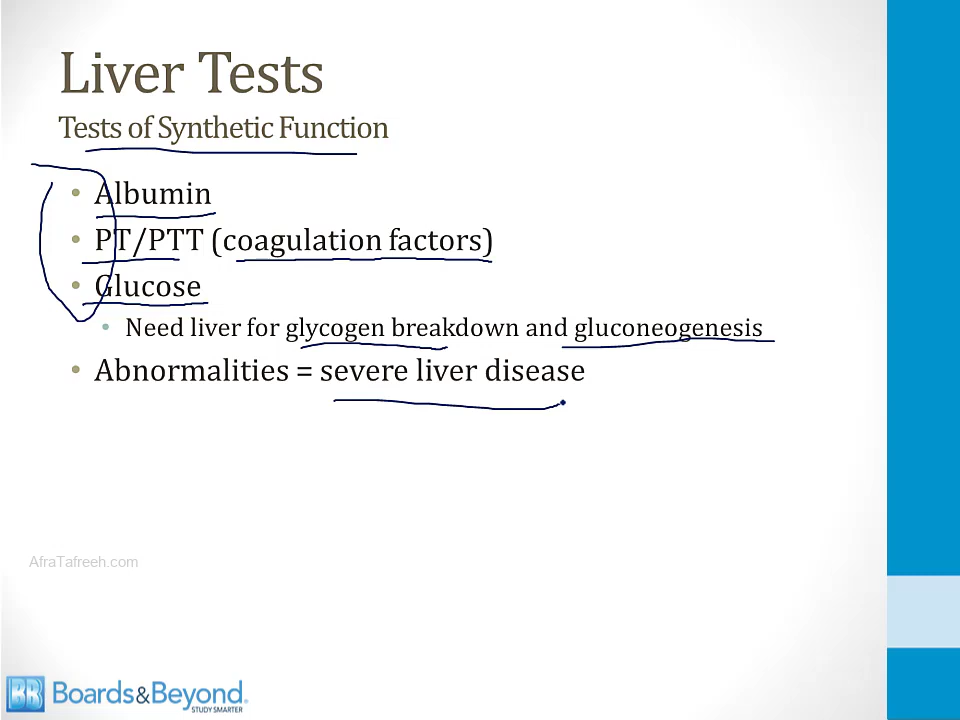 Liver Tests
Tests of Synthetic Function
• Albumin
• PT/PTT (coagulation factors)
• Glucose
• Need liver for glycogen breakdown and gluconeogenesis
• Abnormalities = severe liver disease
AfraTafreeh.com
BB Boards&Beyond.
STUDY SMARTER